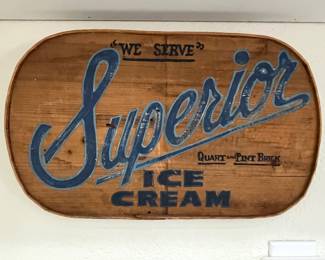 "WE SERVE"
Superior
QUART AND PINT BRICK
ICE
CREAM